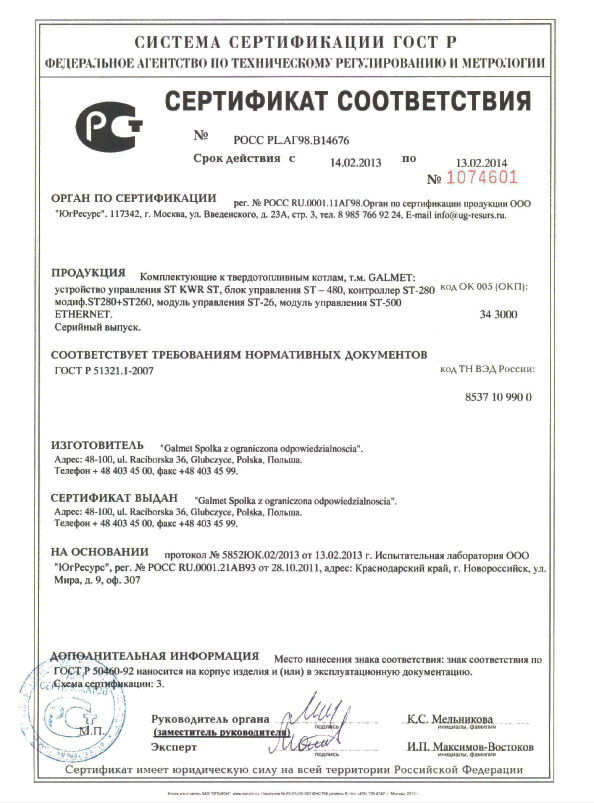 СИСТЕМА СЕРТИФИКАЦИИ ГОСТ Р
ФЕДЕРАЛЬНОЕ АГЕНТСТВО ПО ТЕХНИЧЕСКОМУ РЕГУЛИРОВАНИЮ И МЕТРОЛОГИИ
СЕРТИФИКАТ СООТВЕТСТВИЯ
№ РОСС PL.АГ98.В14676
Срок действия с 14.02.2013 по 13.02.2014
№ 1074601
ОРГАН ПО СЕРТИФИКАЦИИ рег. № РОСС RU.0001.11АГ98.Орган по сертификации продукции ООО
"ЮгРесурс". 117342, г. Москва, ул. Введенского, д. 23А, стр. 3, тел. 8 985 766 92 24, E-mail info@ug-resurs.ru.
ПРОДУКЦИЯ Комплектующие к твердотопливным котлам, т.м. GALMET:
устройство управления ST KWR ST, блок управления ST – 480, контроллер ST-280
модиф.ST280+ST260, модуль управления ST-26, модуль управления ST-500
ETHERNET.
Серийный выпуск.
код ОК 005 (ОКП):
34 3000
СООТВЕТСТВУЕТ ТРЕБОВАНИЯМ НОРМАТИВНЫХ ДОКУМЕНТОВ
ГОСТ Р 51321.1-2007
код ТН ВЭД России:
8537 10 990 0
ИЗГОТОВИТЕЛЬ "Galmet Spolka z ograniczona odpowiedzialnoscia".
Адрес: 48-100, ul. Raciborska 36, Glubczyce, Polska, Польша.
Телефон + 48 403 45 00, факс +48 403 45 99.
СЕРТИФИКАТ ВЫДАН "Galmet Spolka z ograniczona odpowiedzialnoscia".
Адрес: 48-100, ul. Raciborska 36, Glubczyce, Polska, Польша.
Телефон + 48 403 45 00, факс +48 403 45 99.
НА ОСНОВАНИИ протокол № 5852ЮК.02/2013 от 13.02.2013 г. Испытательная лаборатория ООО
"ЮгРесурс", рег. № РОСС RU.0001.21АВ93 от 28.10.2011, адрес: Краснодарский край, г. Новороссийск, ул.
Мира, д. 9, оф. 307
ДОПОЛНИТЕЛЬНАЯ ИНФОРМАЦИЯ Место нанесения знака соответствия: знак соответствия по
ГОСТ Р 50460-92 наносится на корпус изделия и (или) в эксплуатационную документацию.
Схема сертификации: 3.
М.П.
Руководитель органа К.С. Мельникова
подпись инициалы, фамилия
(заместитель руководителя)
Эксперт И.П. Максимов-Востоков
подпись инициалы, фамилия
Сертификат имеет юридическую силу на всей территории Российской Федерации